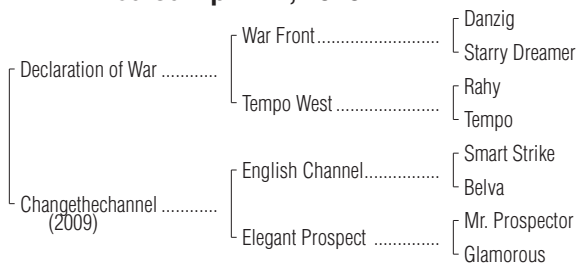 Danzig
War Front........................
Starry Dreamer
Declaration of War ...........
Rahy
Tempo West.....................
Tempo
Smart Strike
English Channel...............
Belva
Changethechannel ...........
(2009)
Mr. Prospector
Elegant Prospect .............
Glamorous